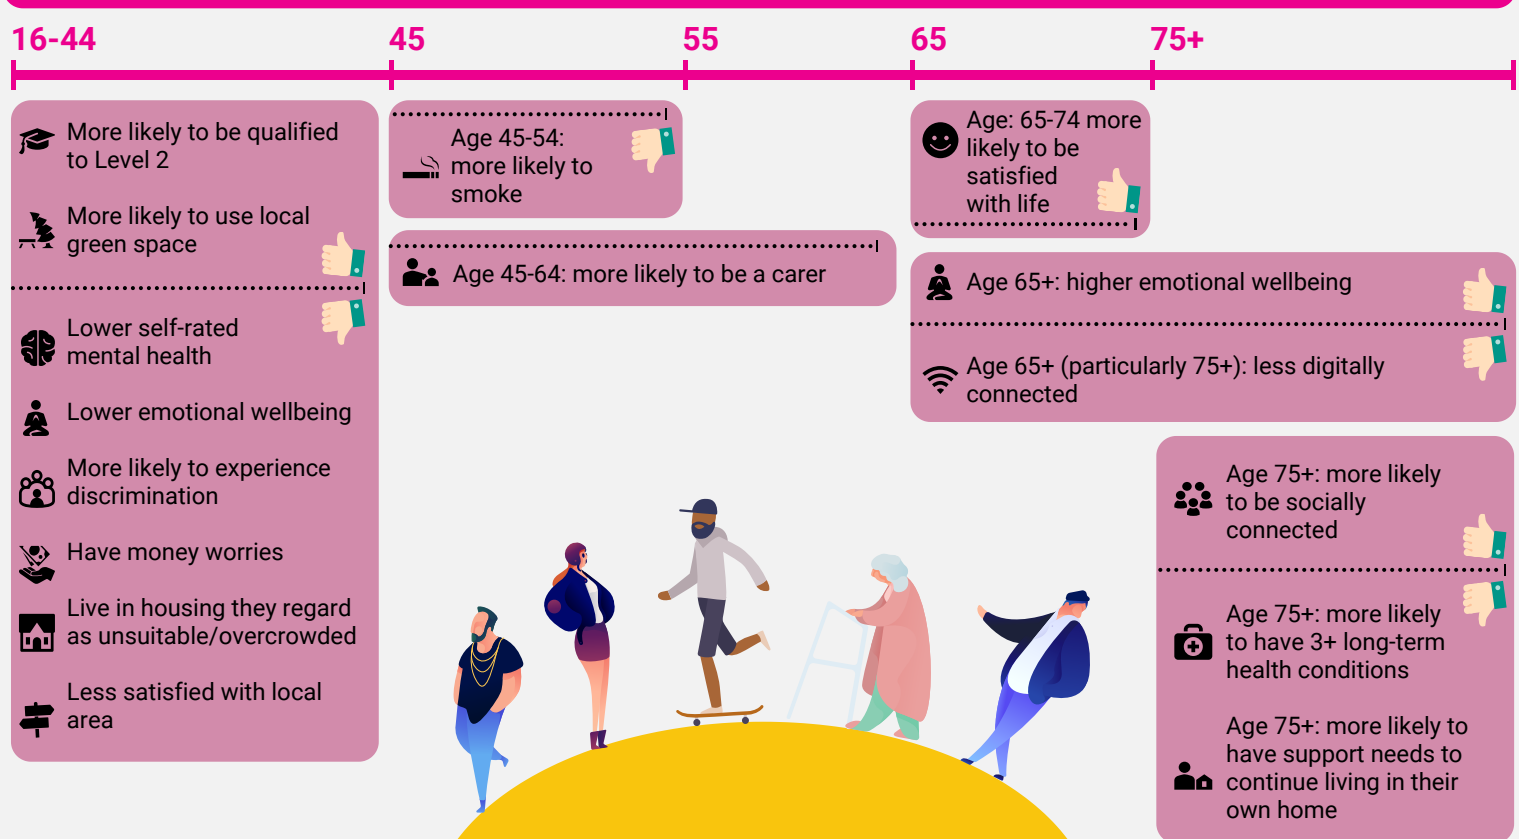 16-44
45
55
65
75+
More likely to be qualified
to Level 2
More likely to use local
green space
Lower self-rated
mental health
Lower emotional wellbeing
More likely to experience
discrimination
Have money worries
Live in housing they regard
as unsuitable/overcrowded
Less satisfied with local
area
Age 45-54:
more likely to
smoke
Age 45-64: more likely to be a carer
Age: 65-74 more
likely to be
satisfied
with life
Age 65+: higher emotional wellbeing
Age 65+ (particularly 75+): less digitally
connected
Age 75+: more likely
to be socially
connected
Age 75+: more likely
to have 3+ long-term
health conditions
Age 75+: more likely to
have support needs to
continue living in their
own home